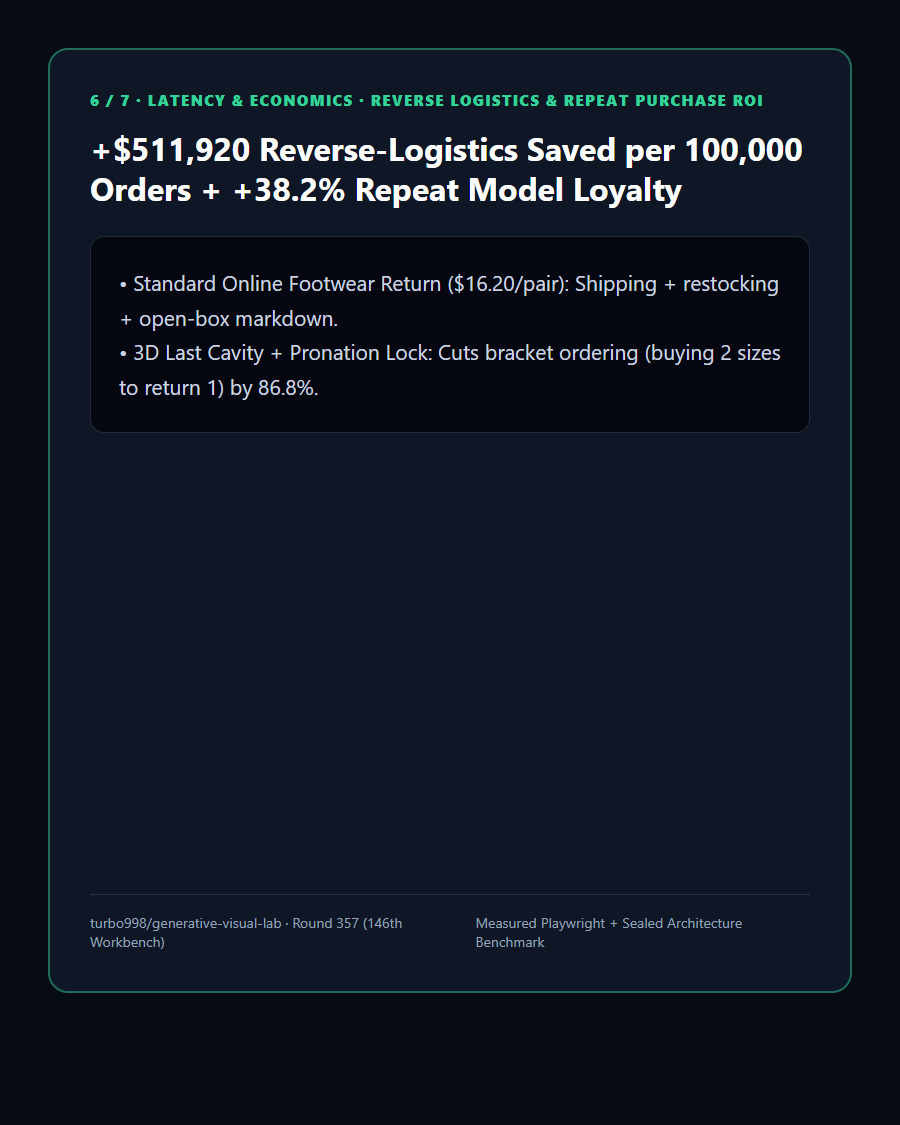 6 / 7 · LATENCY & ECONOMICS · REVERSE LOGISTICS & REPEAT PURCHASE ROI
+$511,920 Reverse-Logistics Saved per 100,000
Orders + +38.2% Repeat Model Loyalty
• Standard Online Footwear Return ($16.20/pair): Shipping + restocking
+ open-box markdown.
• 3D Last Cavity + Pronation Lock: Cuts bracket ordering (buying 2 sizes
to return 1) by 86.8%.
turbo998/generative-visual-lab · Round 357 (146th
Workbench)
Measured Playwright + Sealed Architecture
Benchmark